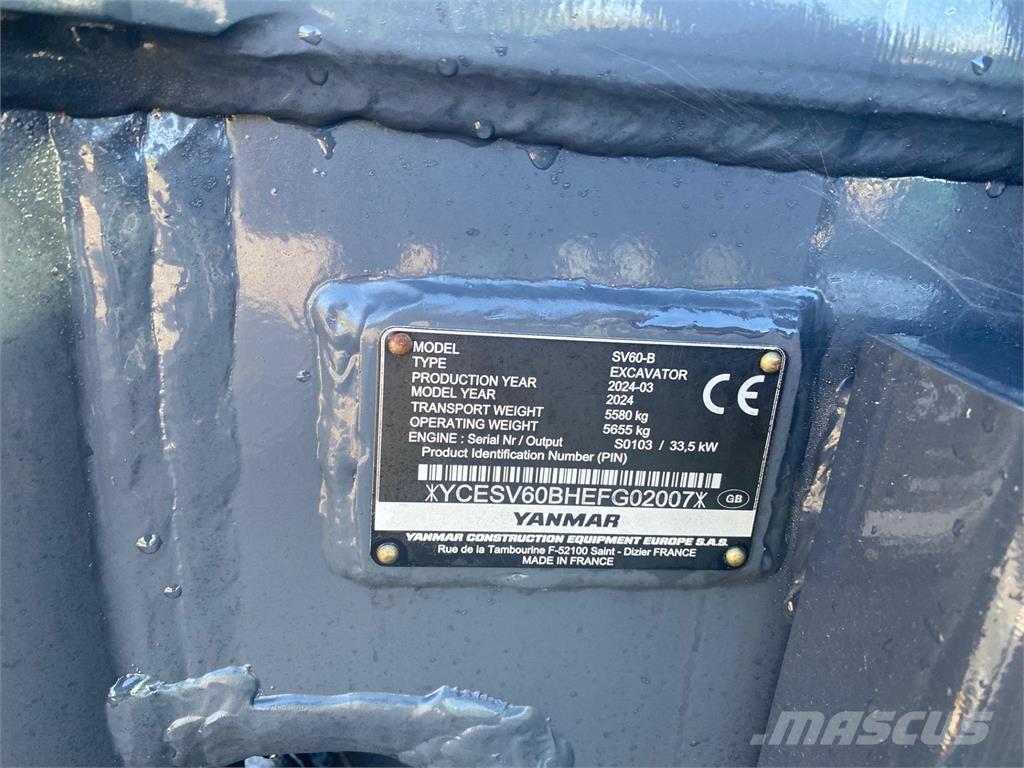 MODEL SV60-B
TYPE EXCAVATOR
PRODUCTION YEAR 2024-03
MODEL YEAR 2024
TRANSPORT WEIGHT 5580 kg
OPERATING WEIGHT 5655 kg
ENGINE : Serial Nr / Output S0103 / 33,5 kW
Product Identification Number (PIN)
CE
YCESV60BHEFG02007
GB
YANMAR
YANMAR CONSTRUCTION EQUIPMENT EUROPE S.A.S.
Rue de la Tambourine F-52100 Saint - Dizier FRANCE
MADE IN FRANCE
MASCUS